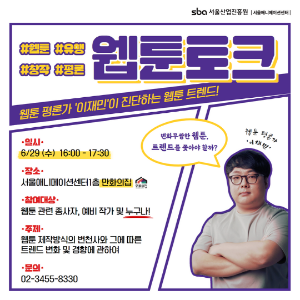 sba 서울산업진흥원 | 서울애니메이션센터
#웹툰 #유행
#창작 #평론
웹툰토크
웹툰 평론가 '이재민'이 진단하는 웹툰 트렌드!
·일시·
6/29 (수) 16:00 - 17:30
·장소·
서울애니메이션센터1층 만화의집
·참여대상·
웹툰 관련 종사자, 예비 작가 및 누구나!
·주제·
웹툰 제작방식의 변천사와 그에 따른
트렌드 변화 및 경향에 관하여
·문의·
02-3455-8330
변화무쌍한 웹툰,
트렌드를 쫓아야 할까?
웹툰 평론가
'이재민'